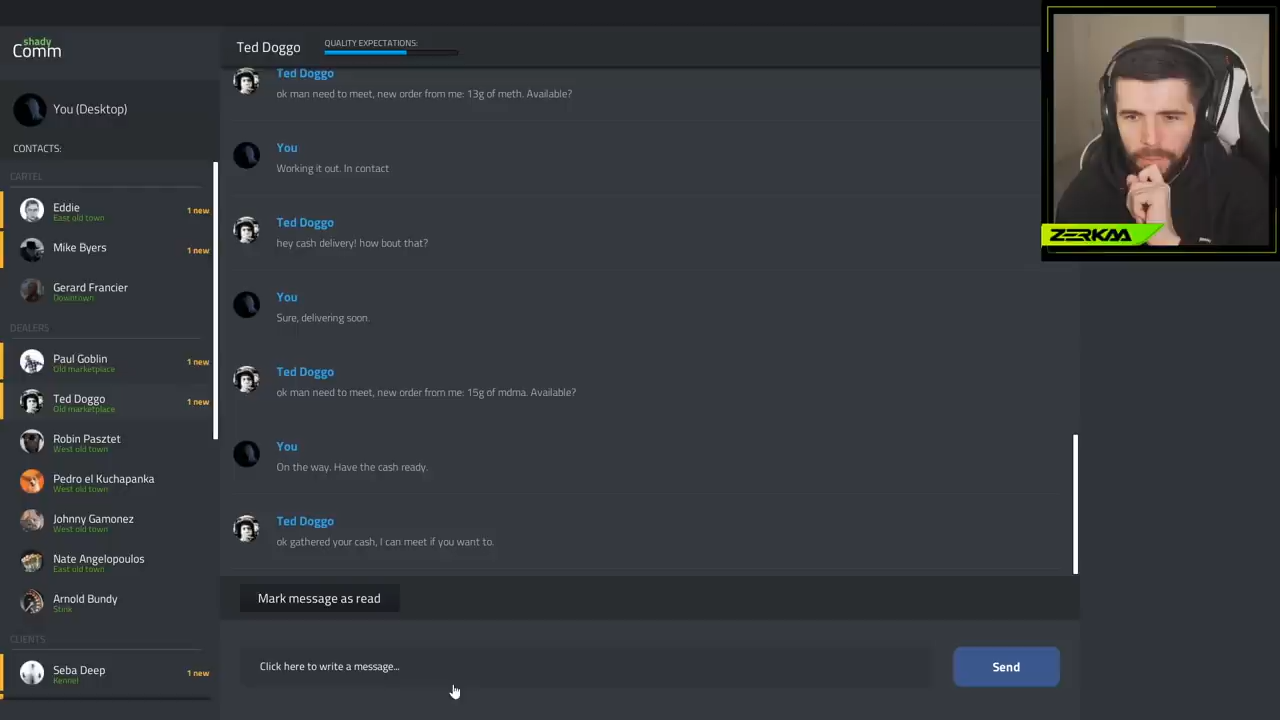 shady
Comm
You (Desktop)
CONTACTS:
CARTEL
Eddie
East old town
1 new
Mike Byers
1 new
Gerard Francier
Downtown
DEALERS
Paul Goblin
Old marketplace
1 new
Ted Doggo
Old marketplace
1 new
Robin Pasztet
West old town
Pedro el Kuchapanka
West old town
Johnny Gamonez
West old town
Nate Angelopoulos
East old town
Arnold Bundy
Stink
CLIENTS
Seba Deep
Kennel
1 new
Ted Doggo
QUALITY EXPECTATIONS:
Ted Doggo
ok man need to meet, new order from me: 13g of meth. Available?
You
Working it out. In contact
Ted Doggo
hey cash delivery! how bout that?
You
Sure, delivering soon.
Ted Doggo
ok man need to meet, new order from me: 15g of mdma. Available?
You
On the way. Have the cash ready.
Ted Doggo
ok gathered your cash, I can meet if you want to.
Mark message as read
Click here to write a message...
Send
ZERKAA